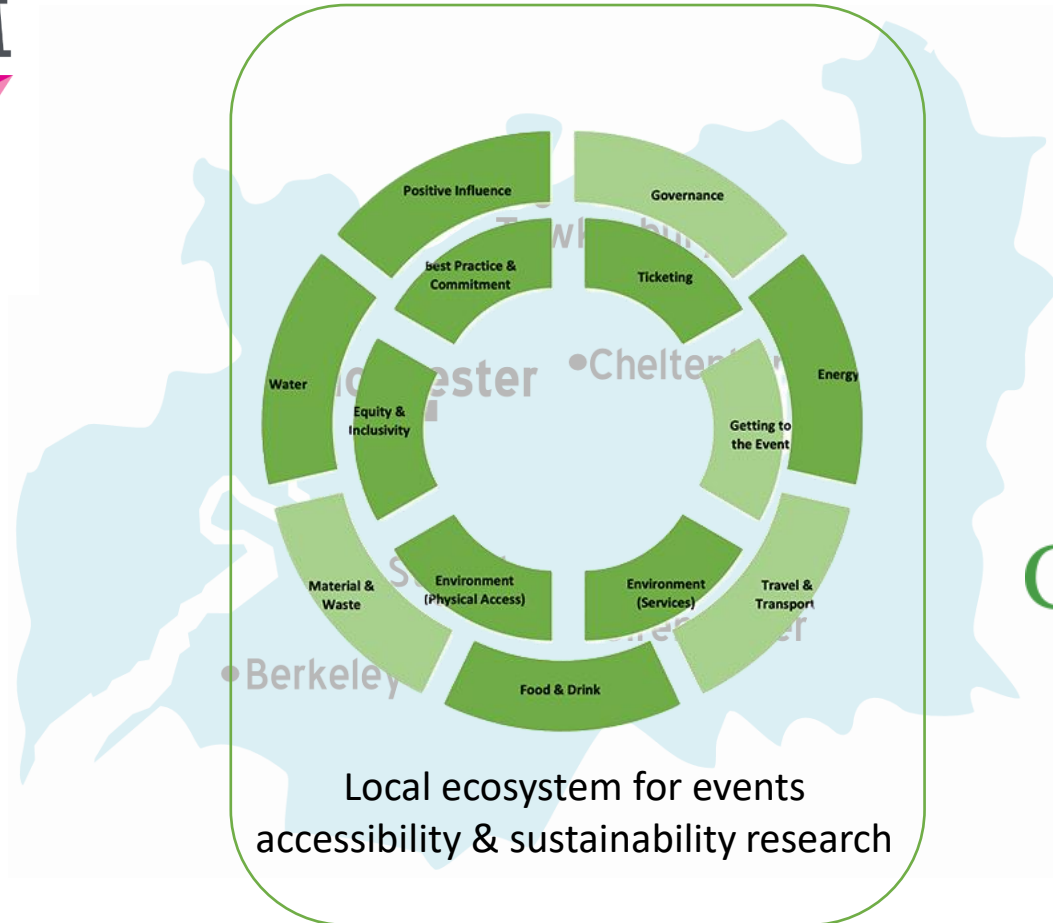 Positive Influence
Governance
Best Practice &
Commitment
Ticketing
Water
Energy
Equity &
Inclusivity
Getting to
the Event
Material &
Waste
Environment
(Physical Access)
Environment
(Services)
Travel &
Transport
Food & Drink
Berkeley
Local ecosystem for events
accessibility & sustainability research